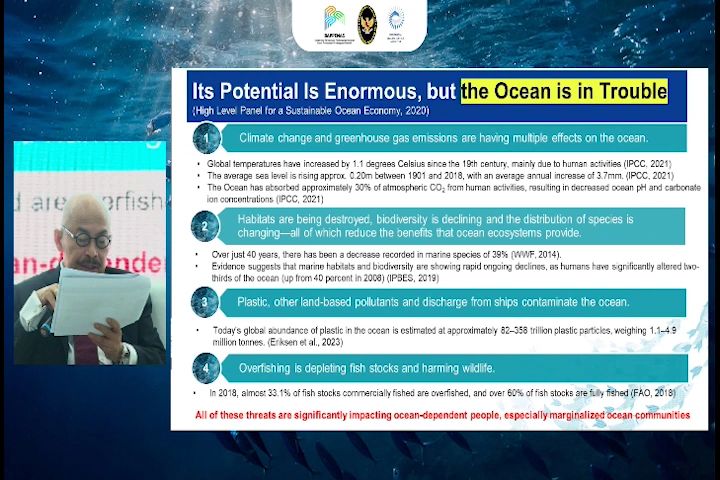 BAPPENAS
Its Potential Is Enormous, but the Ocean is in Trouble
(High Level Panel for a Sustainable Ocean Economy, 2020)
1 Climate change and greenhouse gas emissions are having multiple effects on the ocean.
• Global temperatures have increased by 1.1 degrees Celsius since the 19th century, mainly due to human activities (IPCC, 2021)
• The average sea level is rising approx. 0.20m between 1901 and 2018, with an average annual increase of 3.7mm. (IPCC, 2021)
• The Ocean has absorbed approximately 30% of atmospheric CO2 from human activities, resulting in decreased ocean pH and carbonate
ion concentrations (IPCC, 2021)
2 Habitats are being destroyed, biodiversity is declining and the distribution of species is
changing—all of which reduce the benefits that ocean ecosystems provide.
• Over just 40 years, there has been a decrease recorded in marine species of 39% (WWF, 2014).
• Evidence suggests that marine habitats and biodiversity are showing rapid ongoing declines, as humans have significantly altered two-
thirds of the ocean (up from 40 percent in 2008) (IPBES, 2019)
3 Plastic, other land-based pollutants and discharge from ships contaminate the ocean.
• Today's global abundance of plastic in the ocean is estimated at approximately 82–358 trillion plastic particles, weighing 1.1–4.9
million tonnes. (Eriksen et al., 2023)
4 Overfishing is depleting fish stocks and harming wildlife.
• In 2018, almost 33.1% of fish stocks commercially fished are overfished, and over 60% of fish stocks are fully fished (FAO, 2018)
All of these threats are significantly impacting ocean-dependent people, especially marginalized ocean communities
d are